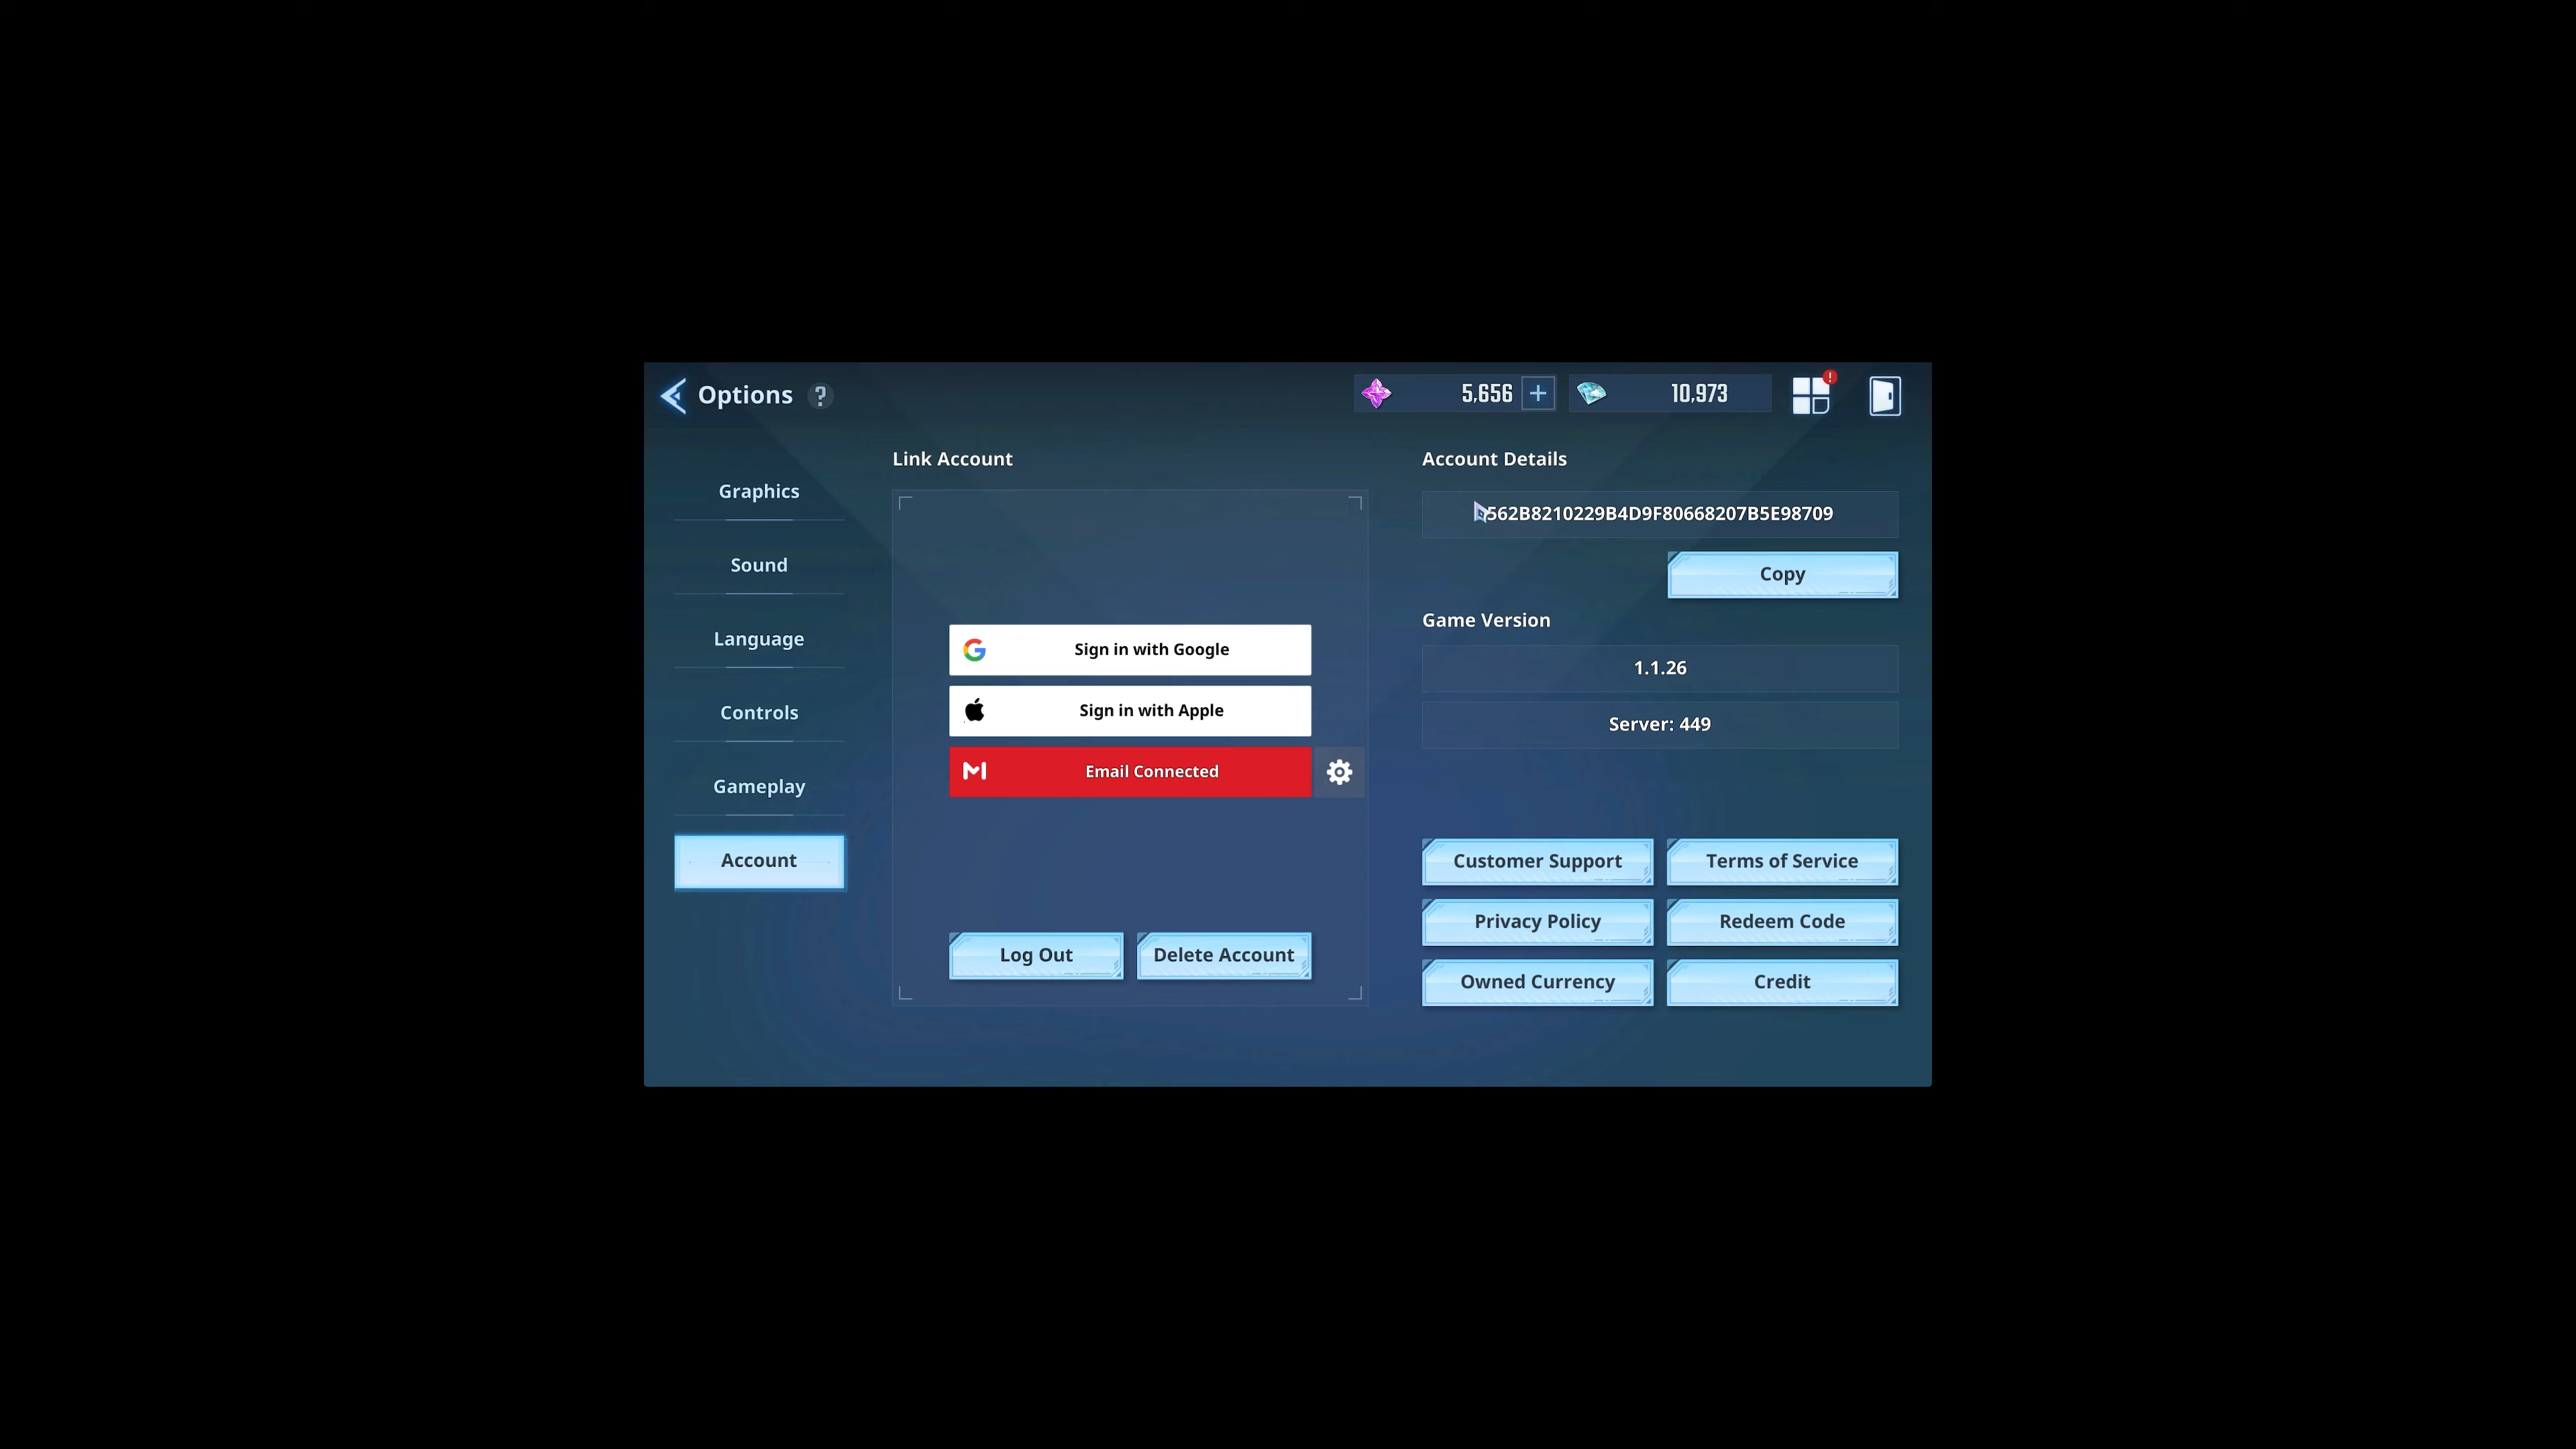 Options ?
5,656
10,973
Graphics
Sound
Language
Controls
Gameplay
Account
Link Account
Sign in with Google
Sign in with Apple
Email Connected
Log Out
Delete Account
Account Details
562B8210229B4D9F80668207B5E98709
Copy
Game Version
1.1.26
Server: 449
Customer Support
Terms of Service
Privacy Policy
Redeem Code
Owned Currency
Credit